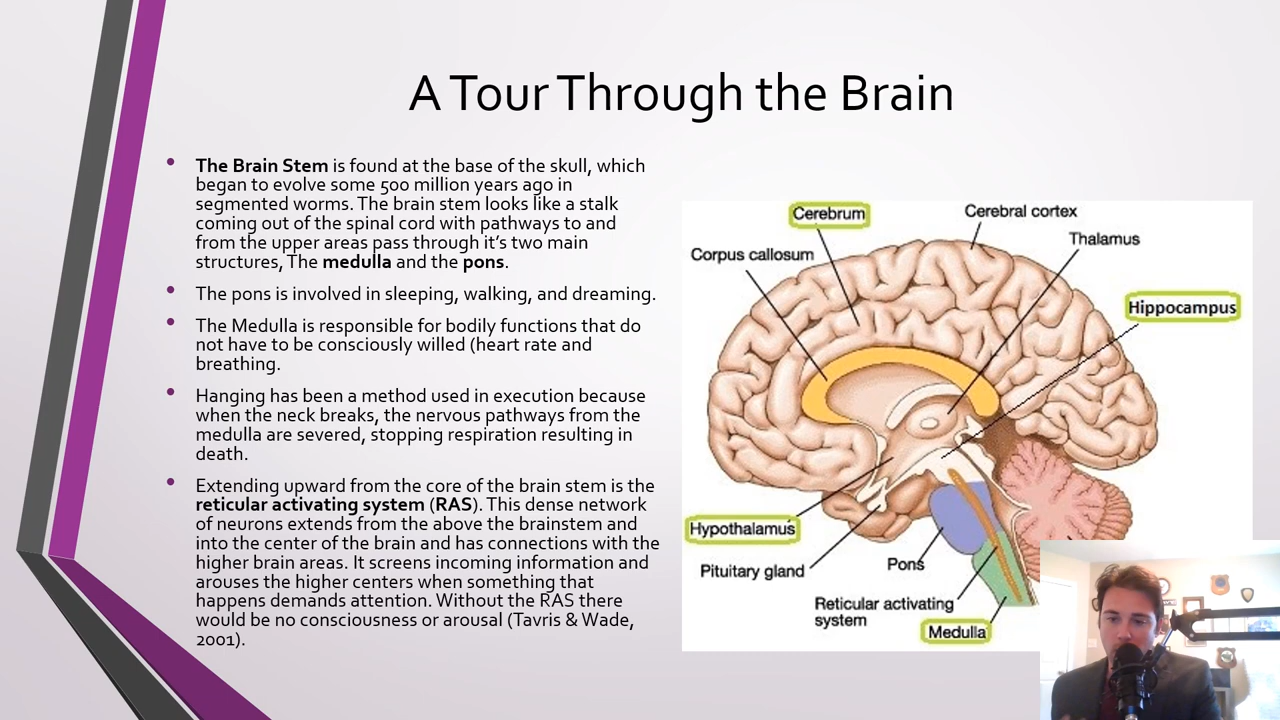 A Tour Through the Brain
• The Brain Stem is found at the base of the skull, which
began to evolve some 500 million years ago in
segmented worms. The brain stem looks like a stalk
coming out of the spinal cord with pathways to and
from the upper areas pass through it’s two main
structures, The medulla and the pons.
• The pons is involved in sleeping, walking, and dreaming.
• The Medulla is responsible for bodily functions that do
not have to be consciously willed (heart rate and
breathing.
• Hanging has been a method used in execution because
when the neck breaks, the nervous pathways from the
medulla are severed, stopping respiration resulting in
death.
• Extending upward from the core of the brain stem is the
reticular activating system (RAS). This dense network
of neurons extends from the above the brainstem and
into the center of the brain and has connections with the
higher brain areas. It screens incoming information and
arouses the higher centers when something that
happens demands attention. Without the RAS there
would be no consciousness or arousal (Tavris & Wade,
2001).
Cerebrum
Cerebral cortex
Corpus callosum
Thalamus
Hippocampus
Hypothalamus
Pituitary gland
Pons
Reticular activating
system
Medulla